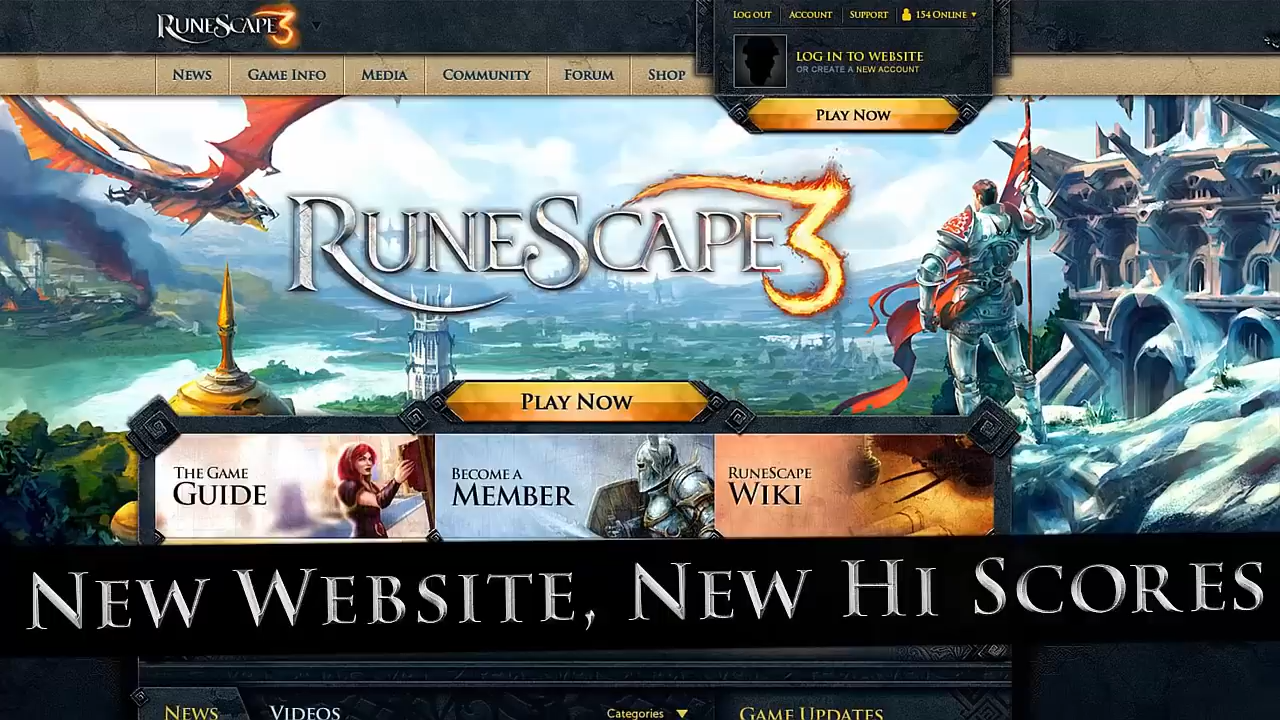 RuneScape 3
Log out Account Support 154 Online
Log in to website
or create a new account
News Game Info Media Community Forum Shop
Play Now
RuneScape 3
Play Now
The Game
Guide
Become a
Member
RuneScape
Wiki
New Website, New Hi Scores
News Videos Categories Game Updates